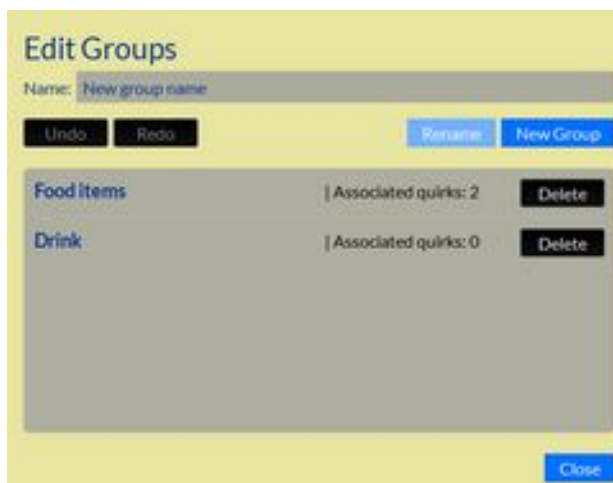 Edit Groups
Name: New group name
Undo Redo Rename New Group
Food items | Associated quirks: 2 Delete
Drink | Associated quirks: 0 Delete
Close